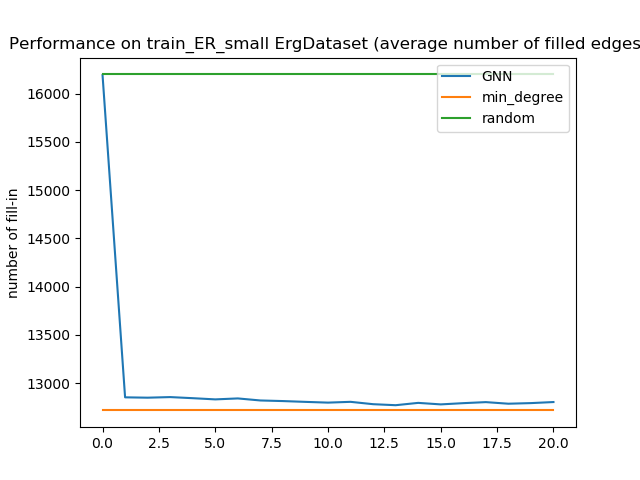 Performance on train_ER_small ErgDataset (average number of filled edges
number of fill-in
16000
15500
15000
14500
14000
13500
13000
GNN
min_degree
random
0.0 2.5 5.0 7.5 10.0 12.5 15.0 17.5 20.0